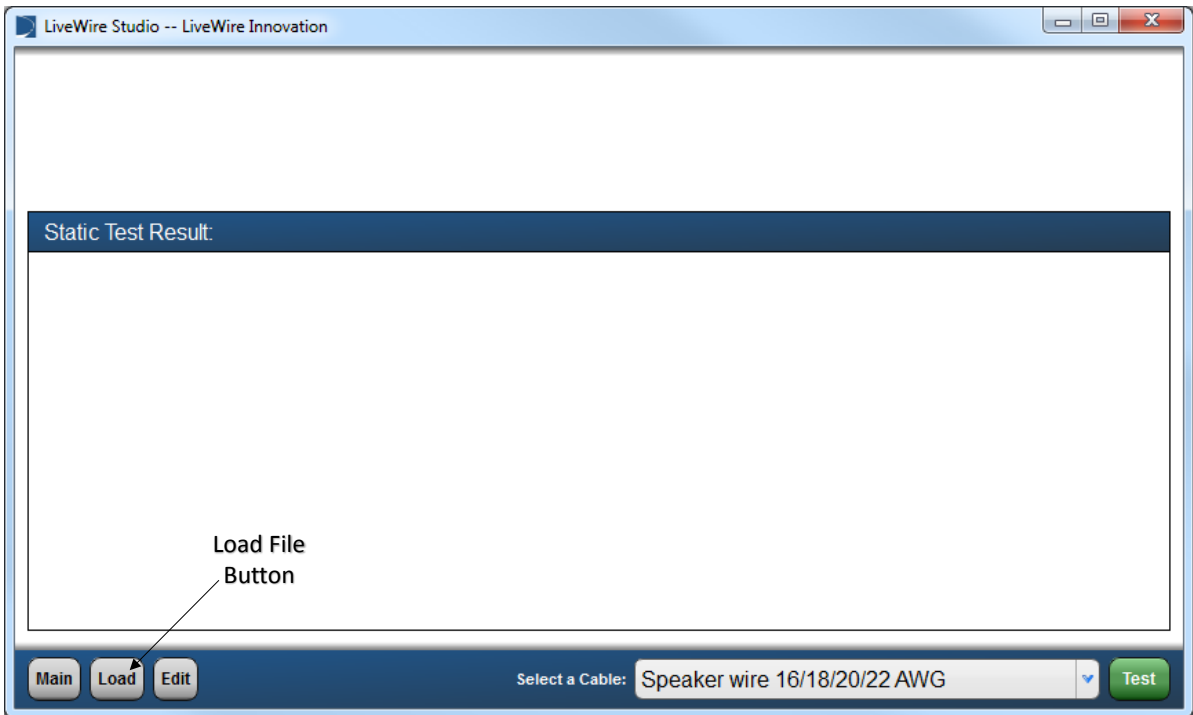 LiveWire Studio -- LiveWire Innovation
Static Test Result:
Load File
Button
Main Load Edit Select a Cable: Speaker wire 16/18/20/22 AWG Test